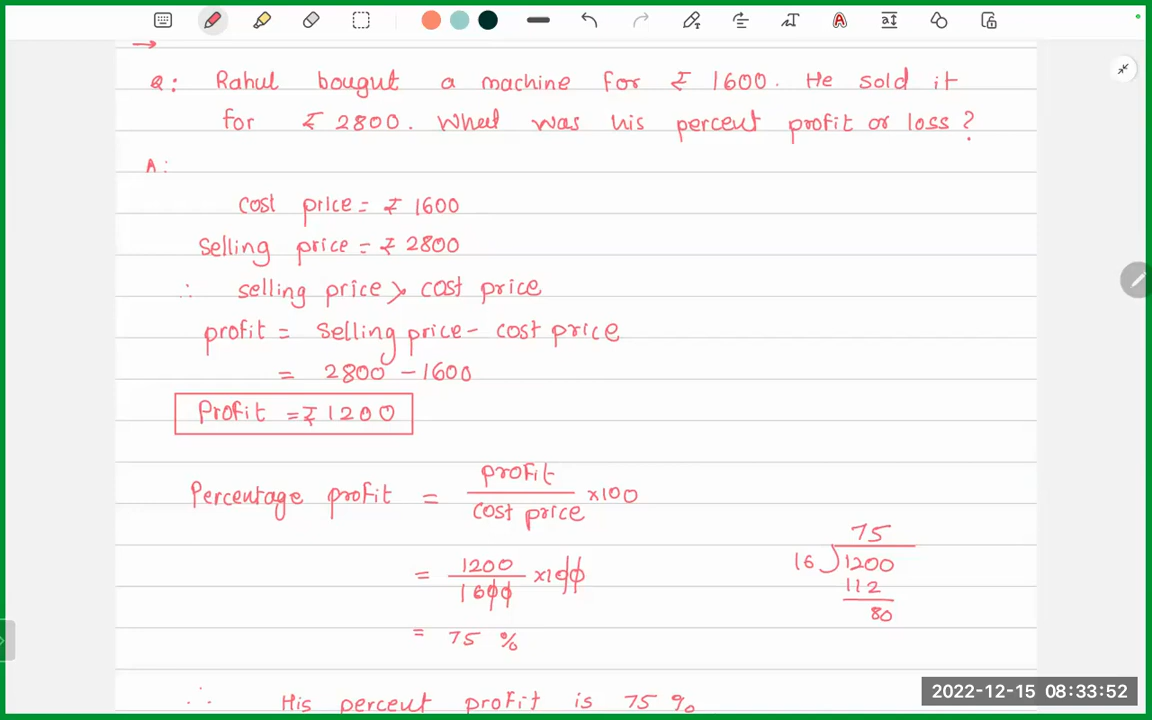 Q: Rahul bougut a machine for ₹ 1600. He sold it
for ₹ 2800. What was his percent profit or loss?
A:
cost price = ₹ 1600
Selling price = ₹ 2800
∴ selling price > cost price
profit = Selling price - cost price
= 2800 - 1600
Profit = ₹ 1200
Percentage profit = profit / cost price ×100
= 1200 / 1600 ×100
= 75 %
75
16 ) 1200
112
80
∴ His percent profit is 75 %
2022-12-15 08:33:52